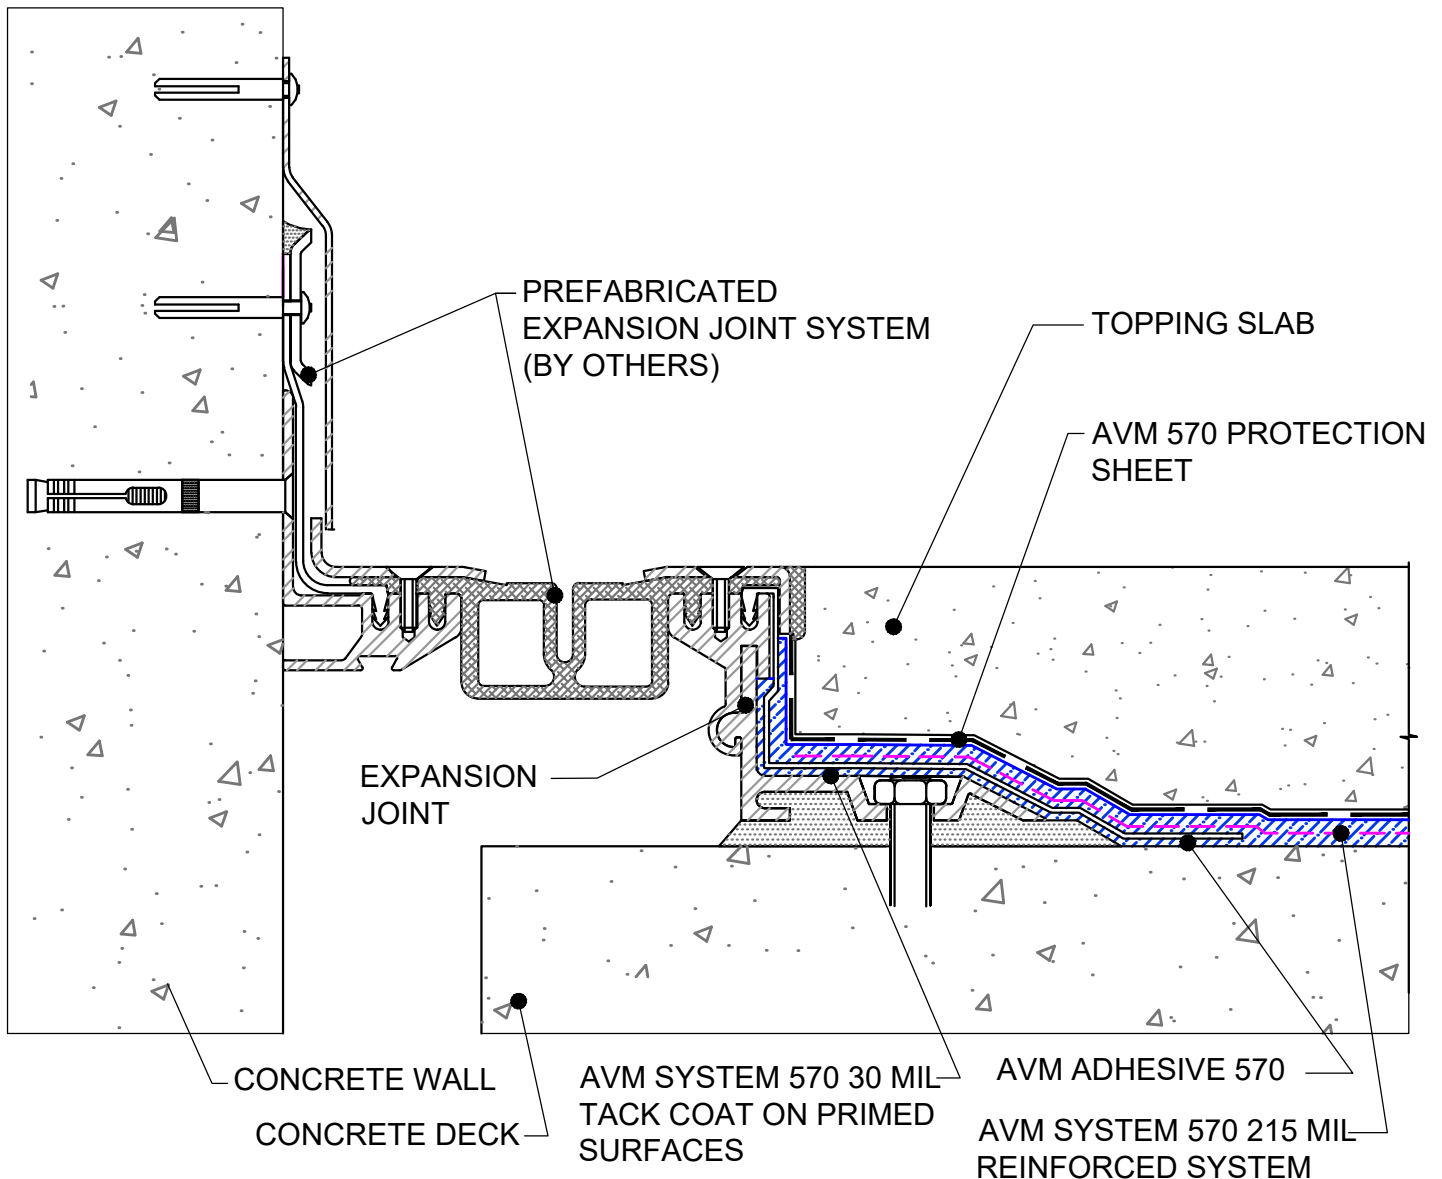 PREFABRICATED
EXPANSION JOINT SYSTEM
(BY OTHERS)
TOPPING SLAB
AVM 570 PROTECTION
SHEET
EXPANSION
JOINT
CONCRETE WALL
CONCRETE DECK
AVM SYSTEM 570 30 MIL
TACK COAT ON PRIMED
SURFACES
AVM ADHESIVE 570
AVM SYSTEM 570 215 MIL
REINFORCED SYSTEM